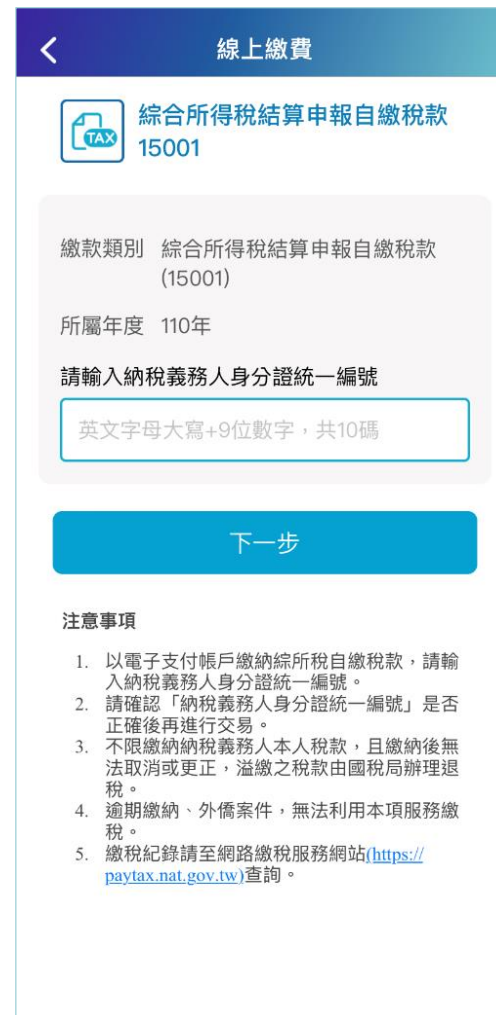 線上繳費
綜合所得稅結算申報自繳稅款
15001
TAX
繳款類別 綜合所得稅結算申報自繳稅款
(15001)
所屬年度 110年
請輸入納稅義務人身分證統一編號
英文字母大寫+9位數字，共10碼
下一步
注意事項
1. 以電子支付帳戶繳納綜所稅自繳稅款，請輸
入納稅義務人身分證統一編號。
2. 請確認「納稅義務人身分證統一編號」是否
正確後再進行交易。
3. 不限繳納納稅義務人本人稅款，且繳納後無
法取消或更正，溢繳之稅款由國稅局辦理退
稅。
4. 逾期繳納、外僑案件，無法利用本項服務繳
稅。
5. 繳稅紀錄請至網路繳稅服務網站(https://
paytax.nat.gov.tw)查詢。